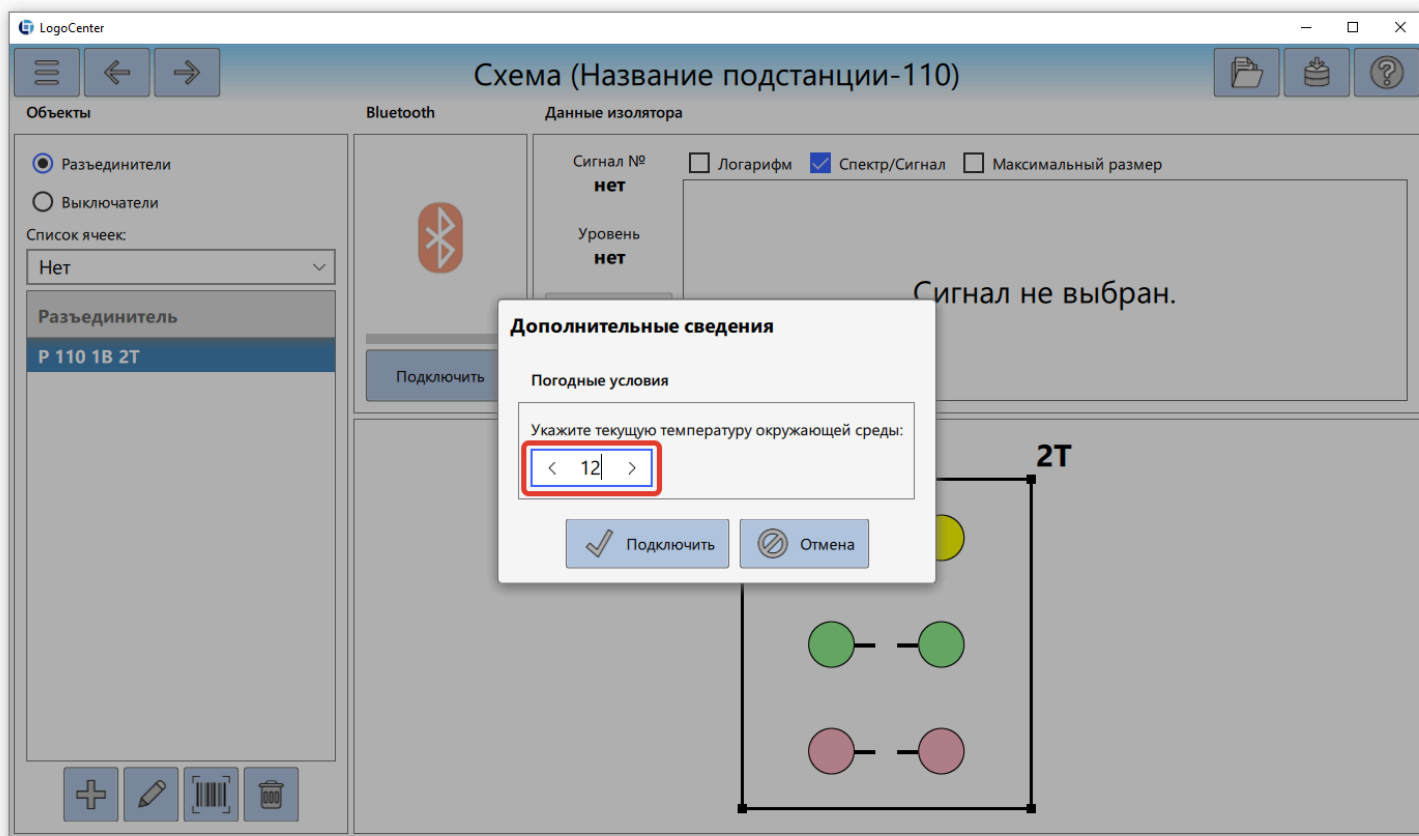 LogoCenter
Схема (Название подстанции-110)
Объекты
Bluetooth
Данные изолятора
Разъединители
Выключатели
Список ячеек:
Нет
Разъединитель
Р 110 1В 2Т
Подключить
Сигнал №
нет
Уровень
нет
Логарифм
Спектр/Сигнал
Максимальный размер
Сигнал не выбран.
Дополнительные сведения
Погодные условия
Укажите текущую температуру окружающей среды:
12
Подключить
Отмена
2Т